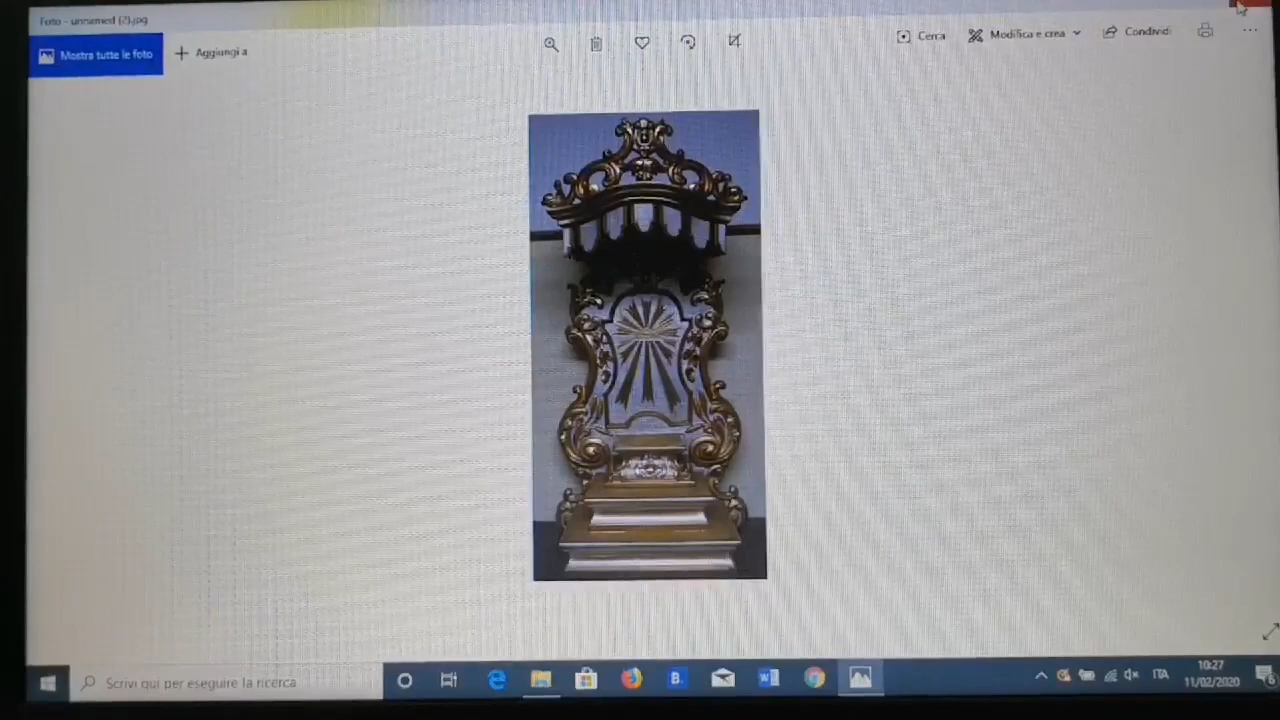 Foto - unnamed (2).jpg
Mostra tutte le foto
Aggiungi a
Cerca
Modifica e crea
Condividi
Scrivi qui per eseguire la ricerca
B.
ITA
10:27
11/02/2020
6